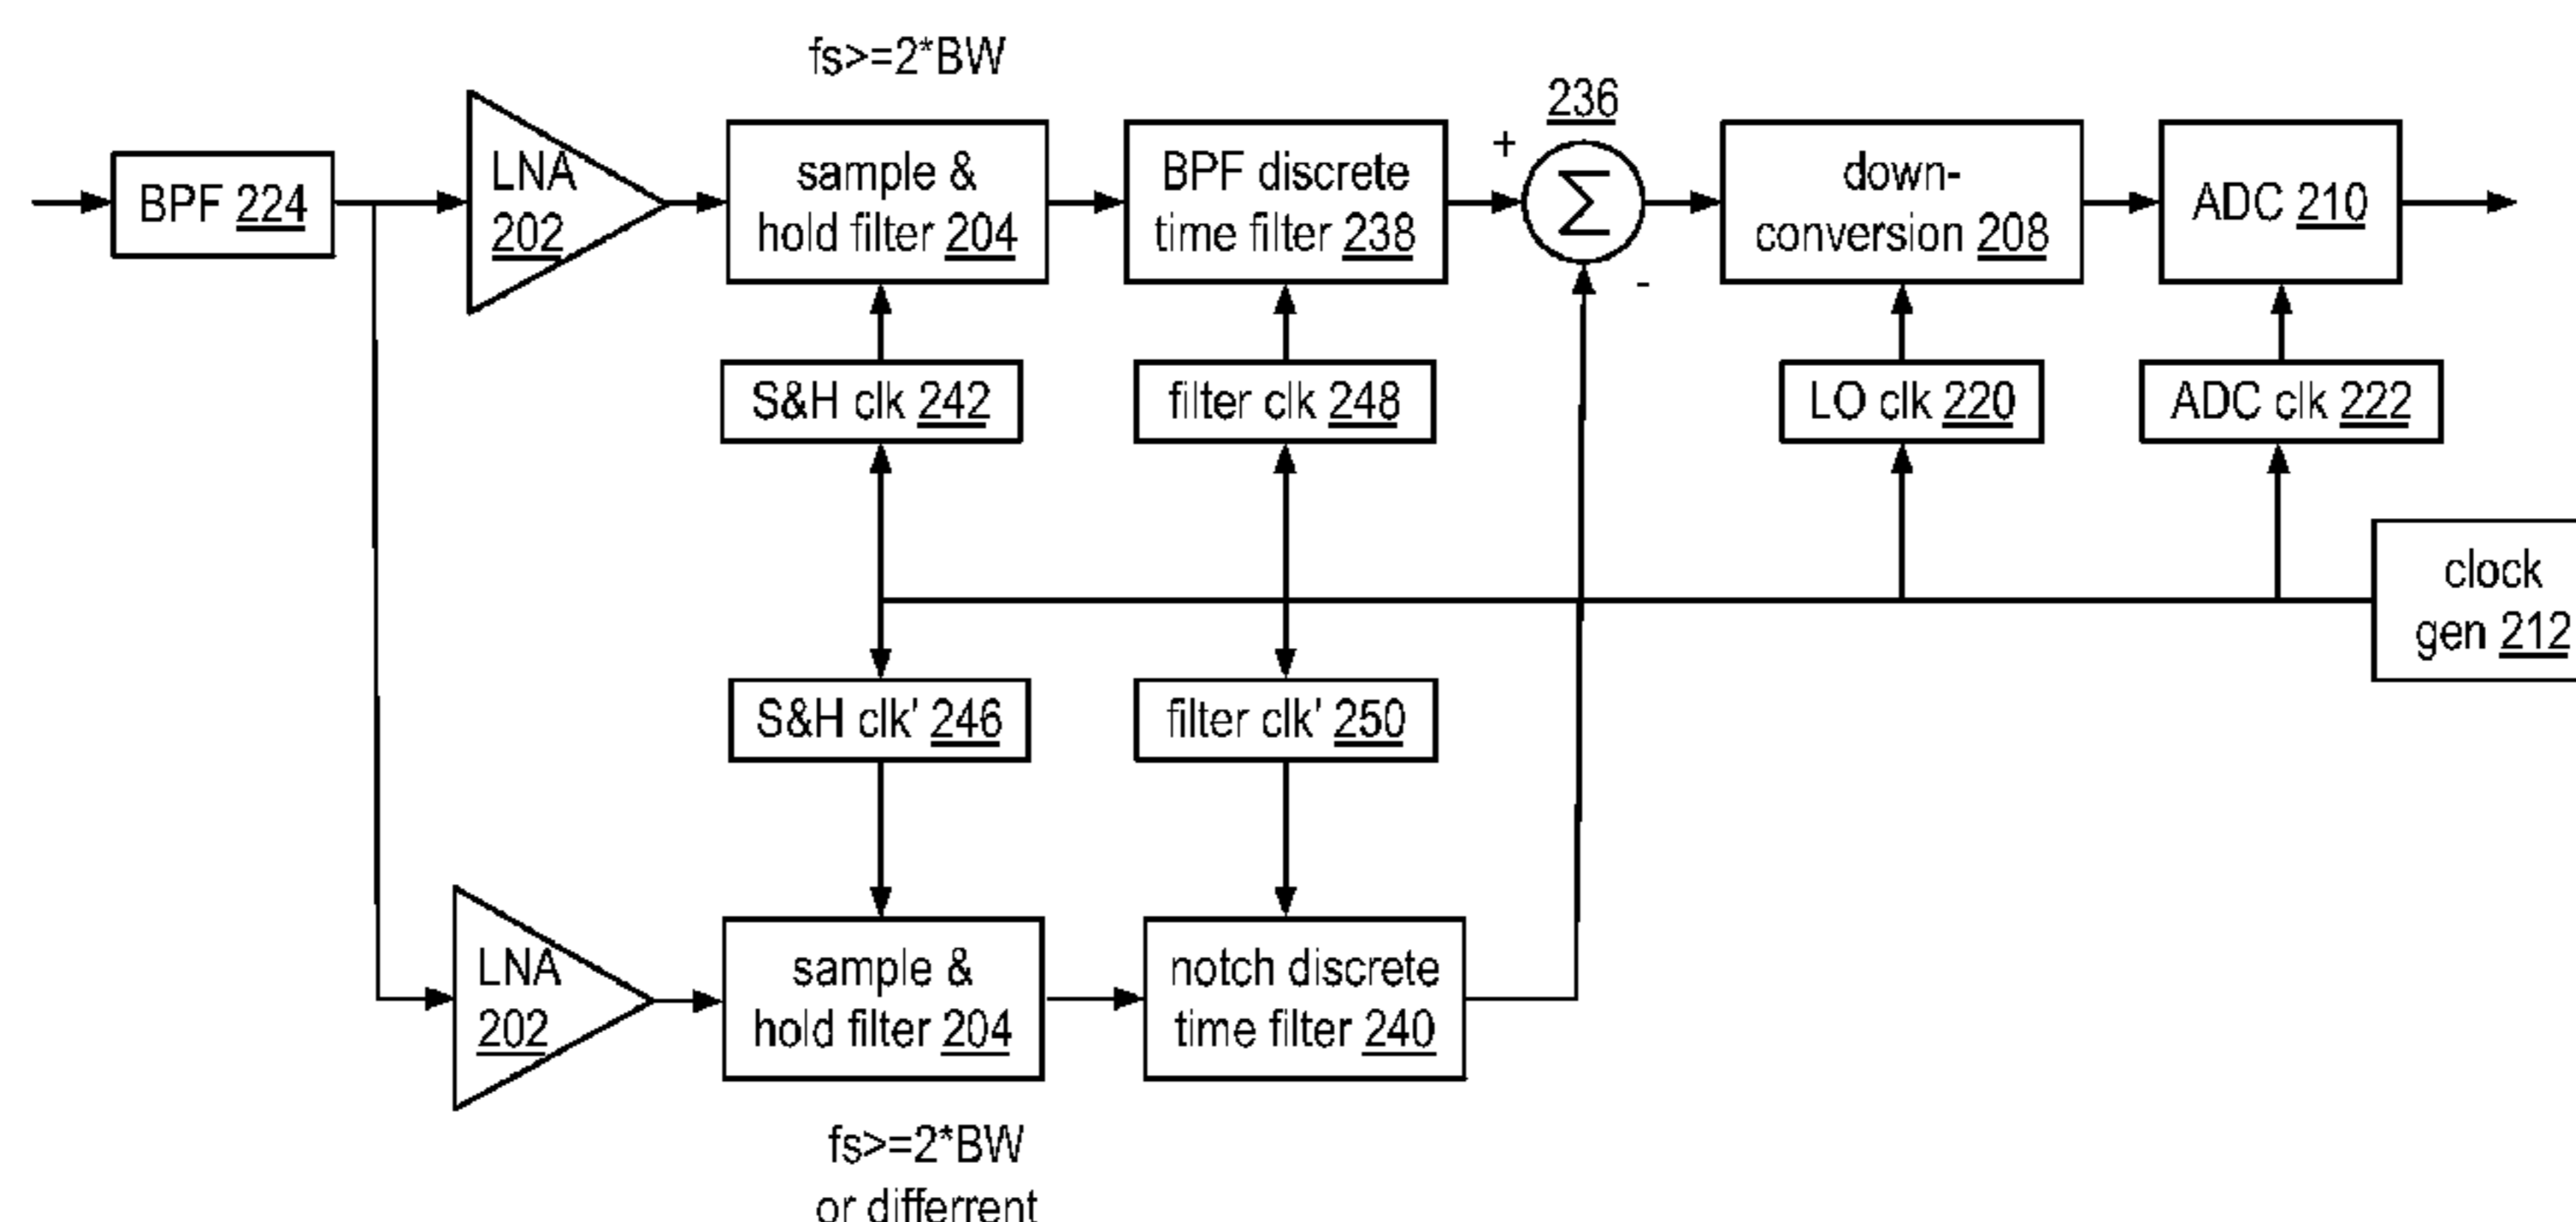 fs>=2*BW
236
BPF 224
LNA
202
sample &
hold filter 204
BPF discrete
time filter 238
+
Σ
-
down-
conversion 208
ADC 210
S&H clk 242
filter clk 248
LO clk 220
ADC clk 222
clock
gen 212
S&H clk' 246
filter clk' 250
LNA
202
sample &
hold filter 204
notch discrete
time filter 240
fs>=2*BW
or differrent